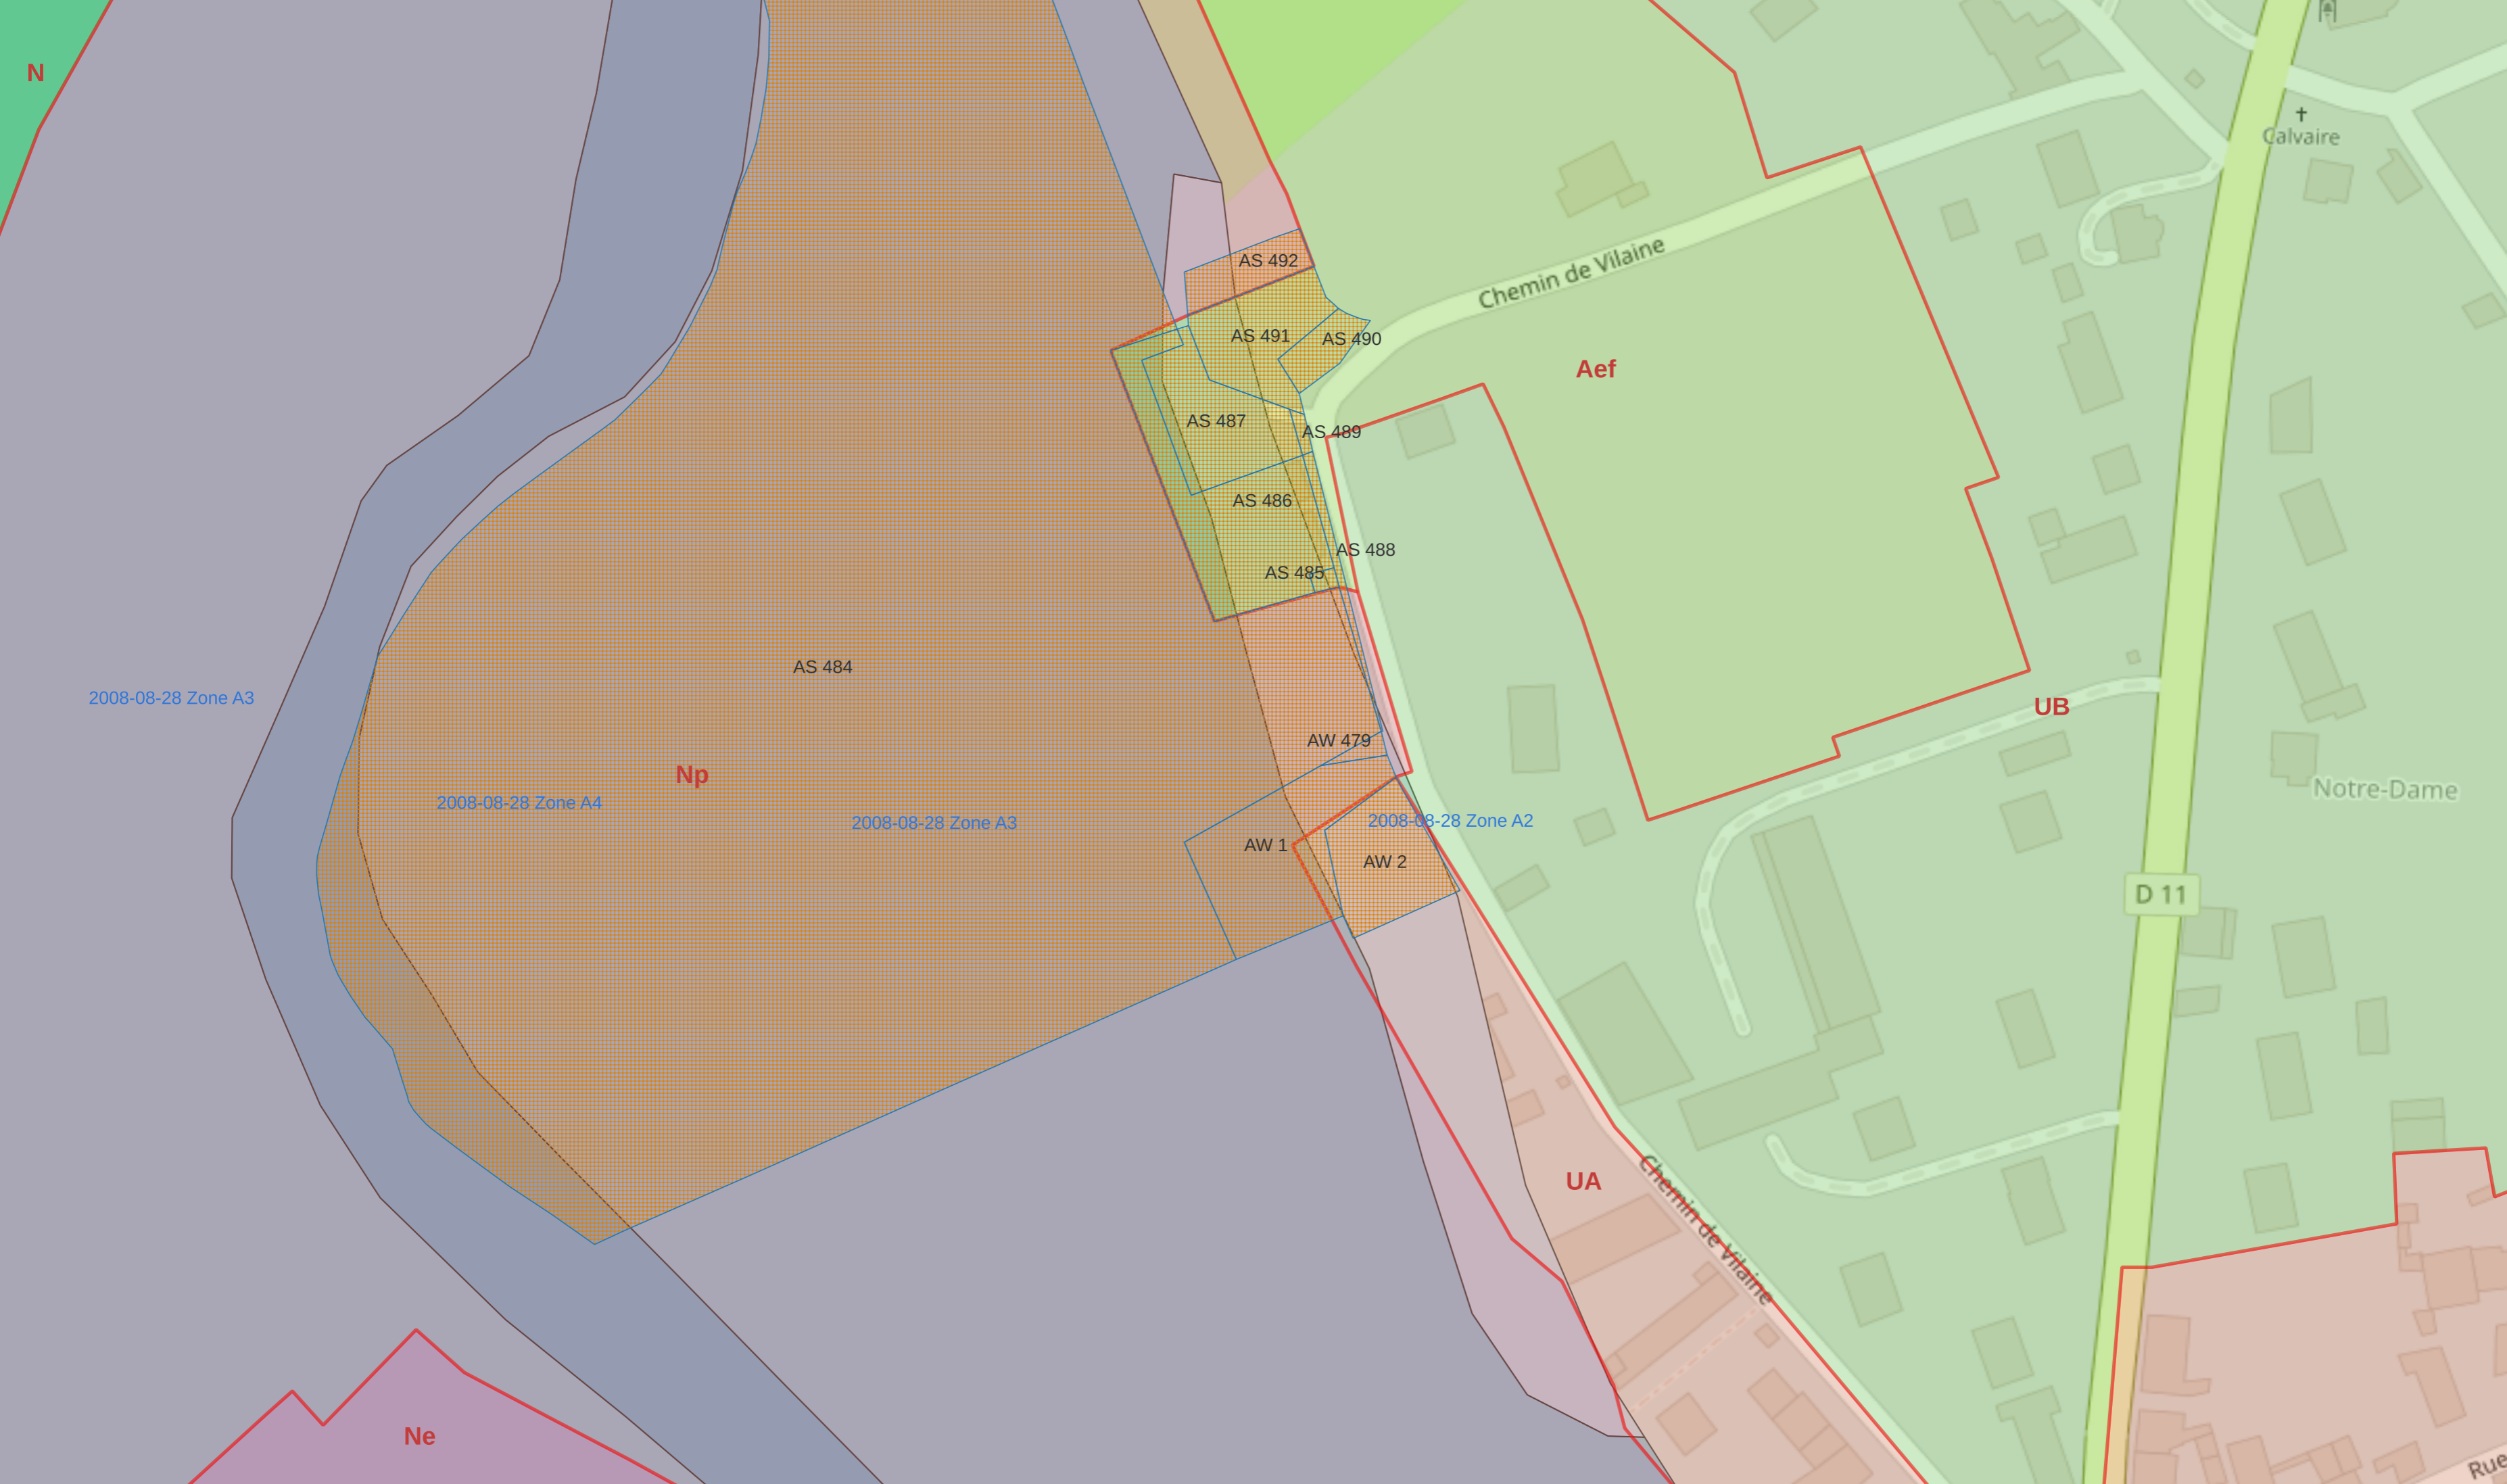 N
Calvaire
AS 492
Chemin de Vilaine
AS 491
AS 490
Aef
AS 487
AS 489
AS 486
AS 488
AS 485
AS 484
2008-08-28 Zone A3
UB
AW 479
Np
Notre-Dame
2008-08-28 Zone A4
2008-08-28 Zone A3
2008-08-28 Zone A2
AW 1
AW 2
D 11
UA
Chemin de Vilaine
Ne
Rue